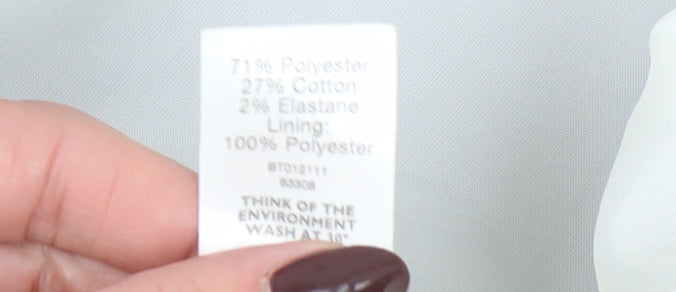 71% Polyester
27% Cotton
2% Elastane
Lining:
100% Polyester
BT012111
63308
THINK OF THE
ENVIRONMENT
WASH AT 30°